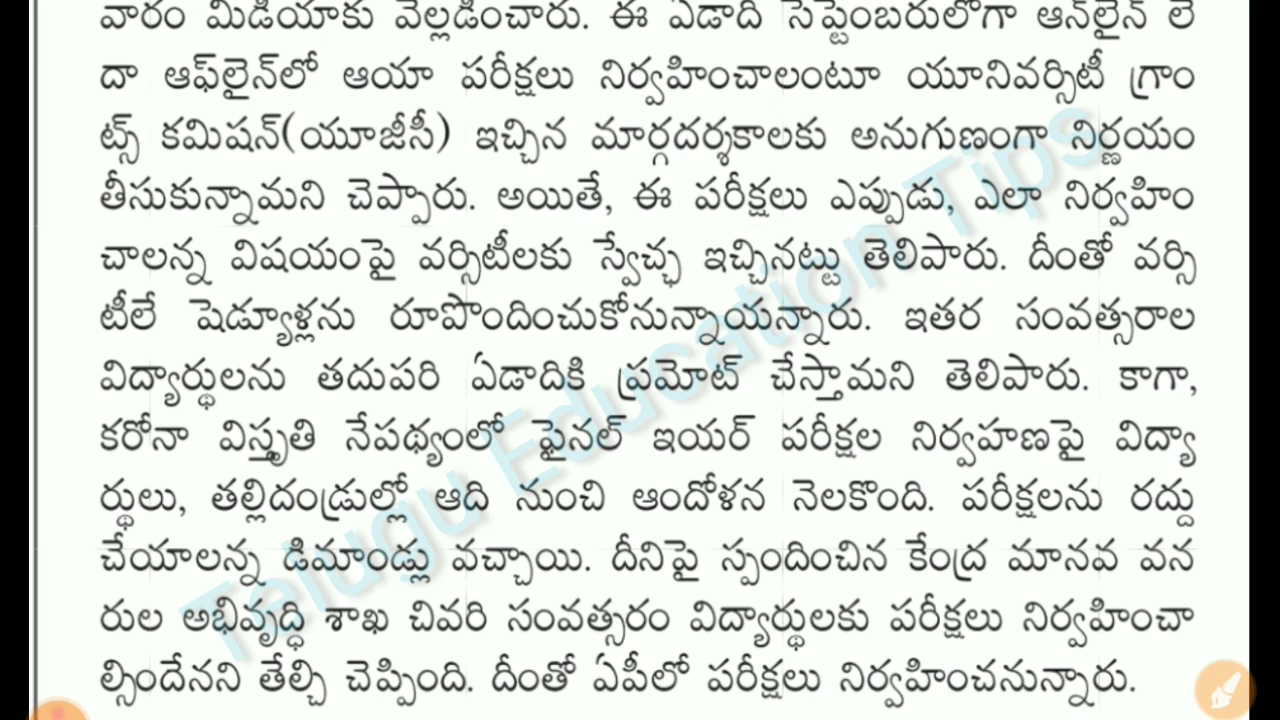 వారం మీడియాకు వెల్లడించారు. ఈ ఏడాది సెప్టెంబరులోగా ఆన్‌లైన్ లే
దా ఆఫ్‌లైన్‌లో ఆయా పరీక్షలు నిర్వహించాలంటూ యూనివర్సిటీ గ్రాం
ట్స్ కమిషన్(యూజీసీ) ఇచ్చిన మార్గదర్శకాలకు అనుగుణంగా నిర్ణయం
తీసుకున్నామని చెప్పారు. అయితే, ఈ పరీక్షలు ఎప్పుడు, ఎలా నిర్వహిం
చాలన్న విషయంపై వర్సిటీలకు స్వేచ్ఛ ఇచ్చినట్టు తెలిపారు. దీంతో వర్సి
టీలే షెడ్యూళ్లను రూపొందించుకోనున్నాయన్నారు. ఇతర సంవత్సరాల
విద్యార్థులను తదుపరి ఏడాదికి ప్రమోట్ చేస్తామని తెలిపారు. కాగా,
కరోనా విస్తృతి నేపథ్యంలో ఫైనల్ ఇయర్ పరీక్షల నిర్వహణపై విద్యా
ర్థులు, తల్లిదండ్రుల్లో ఆది నుంచి ఆందోళన నెలకొంది. పరీక్షలను రద్దు
చేయాలన్న డిమాండ్లు వచ్చాయి. దీనిపై స్పందించిన కేంద్ర మానవ వన
రుల అభివృద్ధి శాఖ చివరి సంవత్సరం విద్యార్థులకు పరీక్షలు నిర్వహించా
ల్సిందేనని తేల్చి చెప్పింది. దీంతో ఏపీలో పరీక్షలు నిర్వహించనున్నారు.
Telugu Education Tips